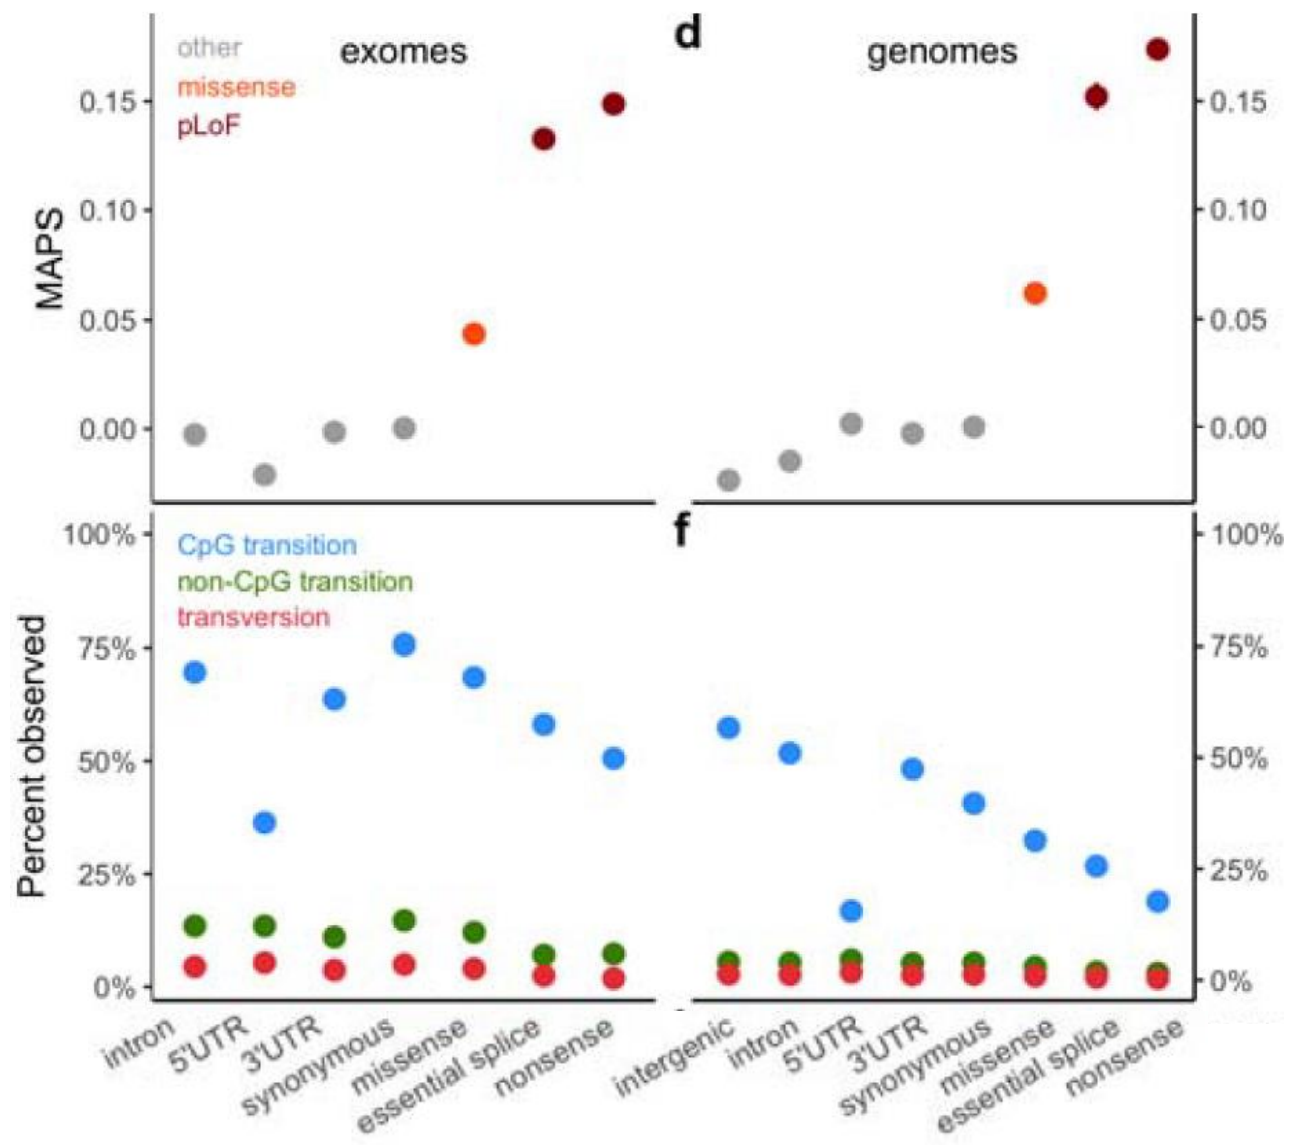 other
missense
pLoF
exomes
d
genomes
MAPS
0.15
0.10
0.05
0.00
0.15
0.10
0.05
0.00
CpG transition
non-CpG transition
transversion
f
Percent observed
100%
75%
50%
25%
0%
100%
75%
50%
25%
0%
intron
5'UTR
3'UTR
synonymous
missense
essential splice
nonsense
intergenic
intron
5'UTR
3'UTR
synonymous
missense
essential splice
nonsense